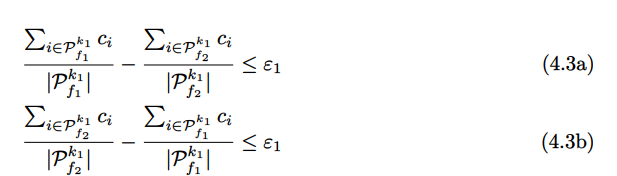 \frac{\sum_{i \in \mathcal{P}_{f_1}^{k_1}} c_i}{|\mathcal{P}_{f_1}^{k_1}|} - \frac{\sum_{i \in \mathcal{P}_{f_2}^{k_1}} c_i}{|\mathcal{P}_{f_2}^{k_1}|} \leq \varepsilon_1 (4.3a)
\frac{\sum_{i \in \mathcal{P}_{f_2}^{k_1}} c_i}{|\mathcal{P}_{f_2}^{k_1}|} - \frac{\sum_{i \in \mathcal{P}_{f_1}^{k_1}} c_i}{|\mathcal{P}_{f_1}^{k_1}|} \leq \varepsilon_1 (4.3b)